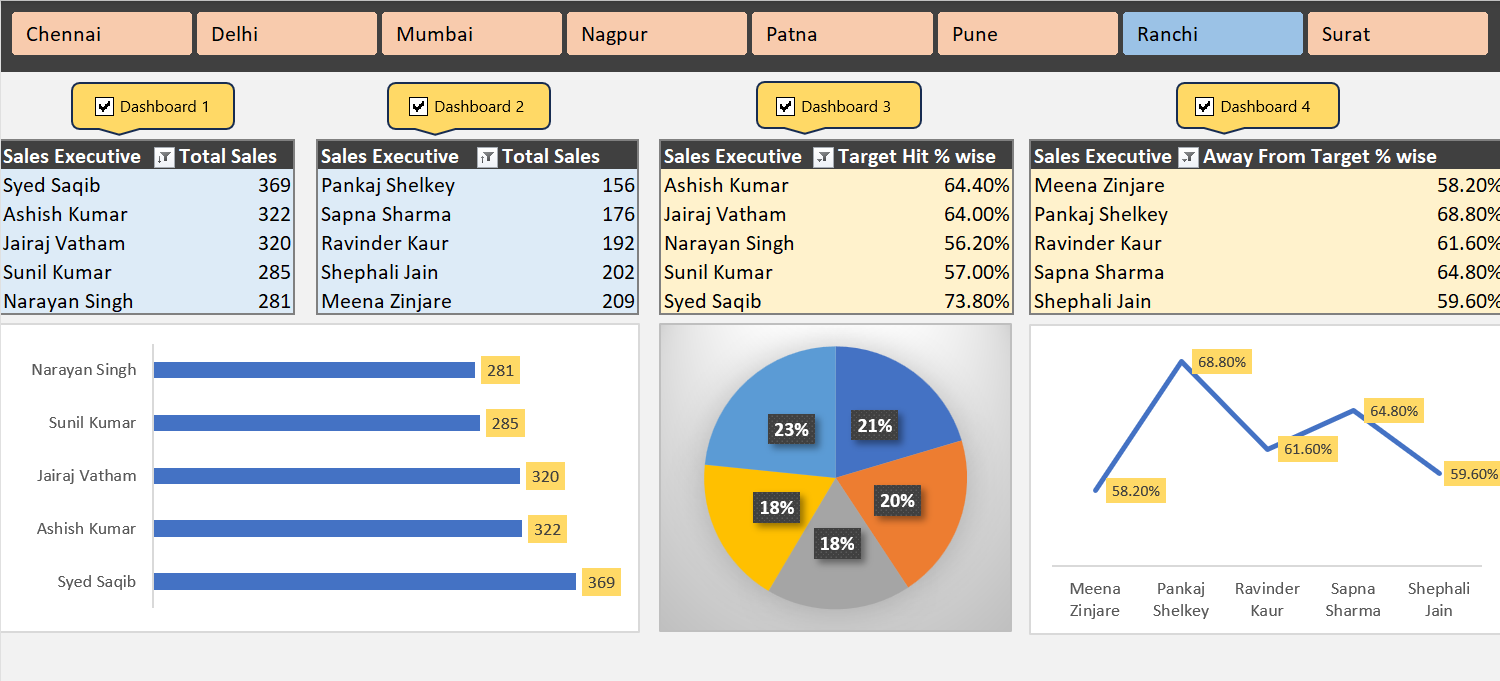 Chennai Delhi Mumbai Nagpur Patna Pune Ranchi Surat
Dashboard 1
Dashboard 2
Dashboard 3
Dashboard 4
Sales Executive Total Sales
Syed Saqib 369
Ashish Kumar 322
Jairaj Vatham 320
Sunil Kumar 285
Narayan Singh 281
Sales Executive Total Sales
Pankaj Shelkey 156
Sapna Sharma 176
Ravinder Kaur 192
Shephali Jain 202
Meena Zinjare 209
Sales Executive Target Hit % wise
Ashish Kumar 64.40%
Jairaj Vatham 64.00%
Narayan Singh 56.20%
Sunil Kumar 57.00%
Syed Saqib 73.80%
Sales Executive Away From Target % wise
Meena Zinjare 58.20%
Pankaj Shelkey 68.80%
Ravinder Kaur 61.60%
Sapna Sharma 64.80%
Shephali Jain 59.60%
Narayan Singh 281
Sunil Kumar 285
Jairaj Vatham 320
Ashish Kumar 322
Syed Saqib 369
23% 21%
18% 20%
18%
68.80%
64.80%
61.60%
59.60%
58.20%
Meena Pankaj Ravinder Sapna Shephali
Zinjare Shelkey Kaur Sharma Jain